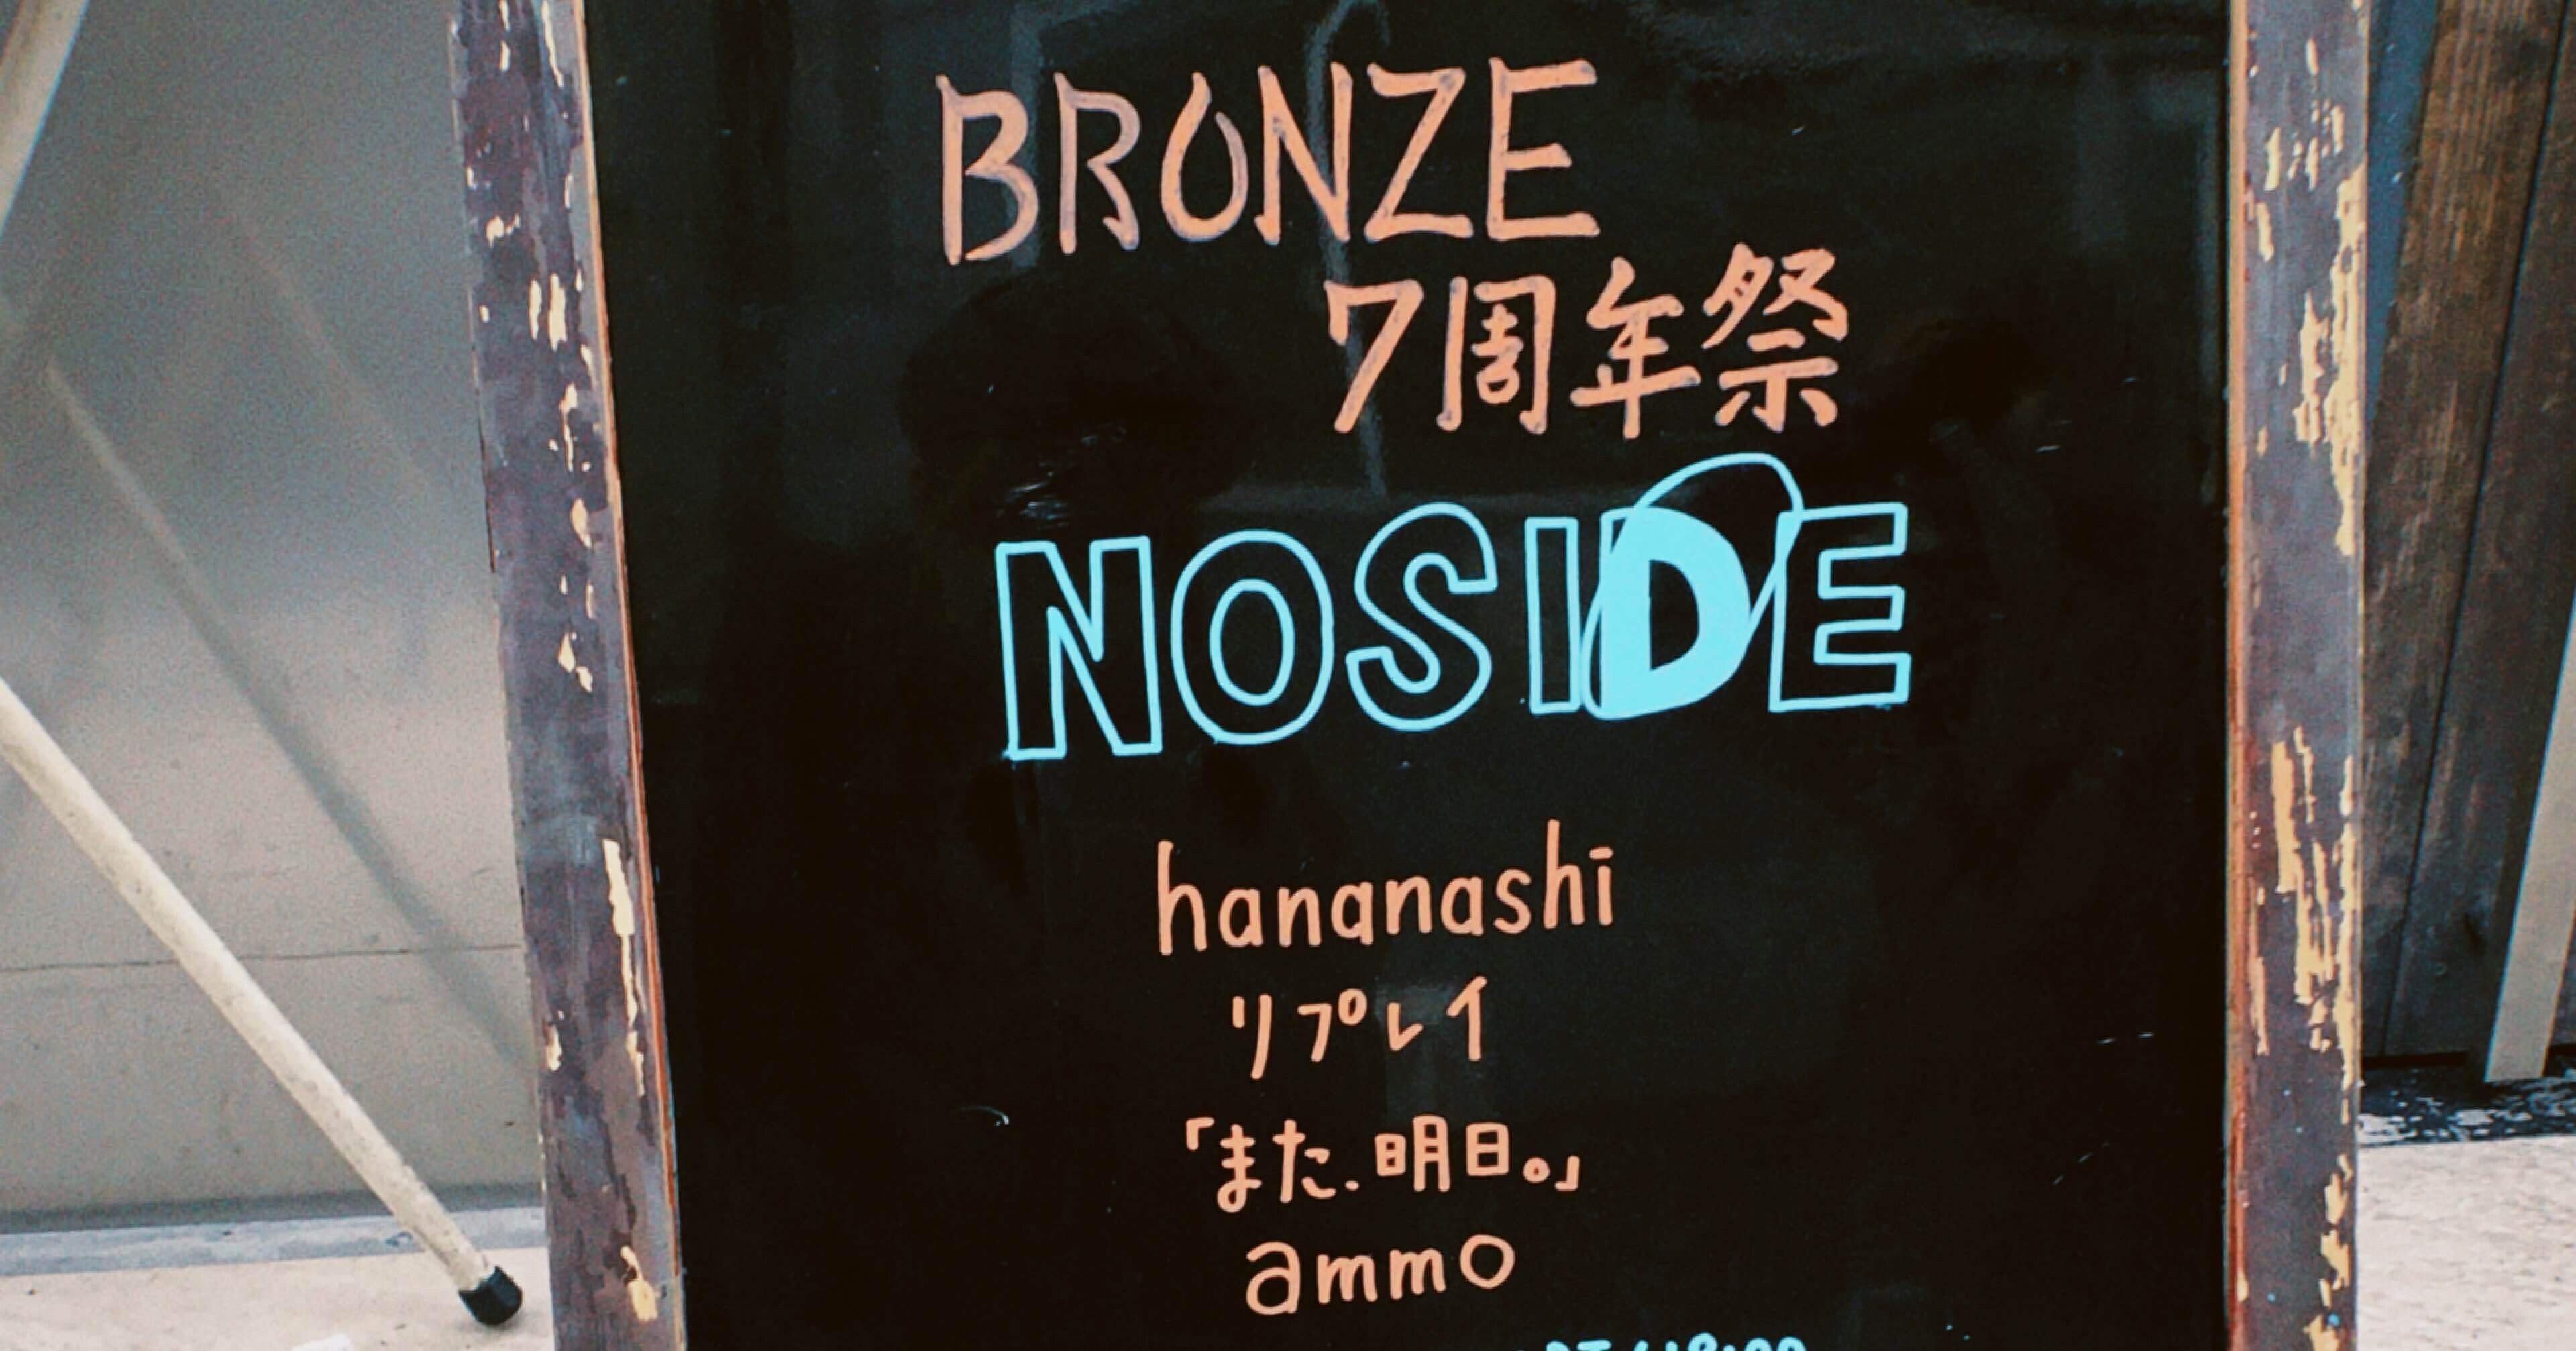 BRONZE
7周年祭
NOSIDE
hananashi
リプレイ
「また、明日。」
ammo